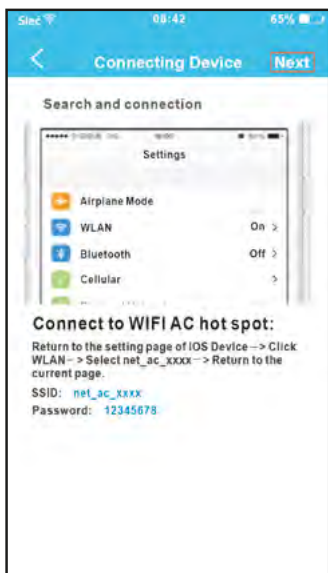 Sieć 08:42 65%
Connecting Device Next
Search and connection
Settings
Airplane Mode
WLAN On
Bluetooth Off
Cellular
Connect to WIFI AC hot spot:
Return to the setting page of IOS Device—> Click
WLAN—> Select net_ac_xxxx—> Return to the
current page.
SSID: net_ac_xxxx
Password: 12345678